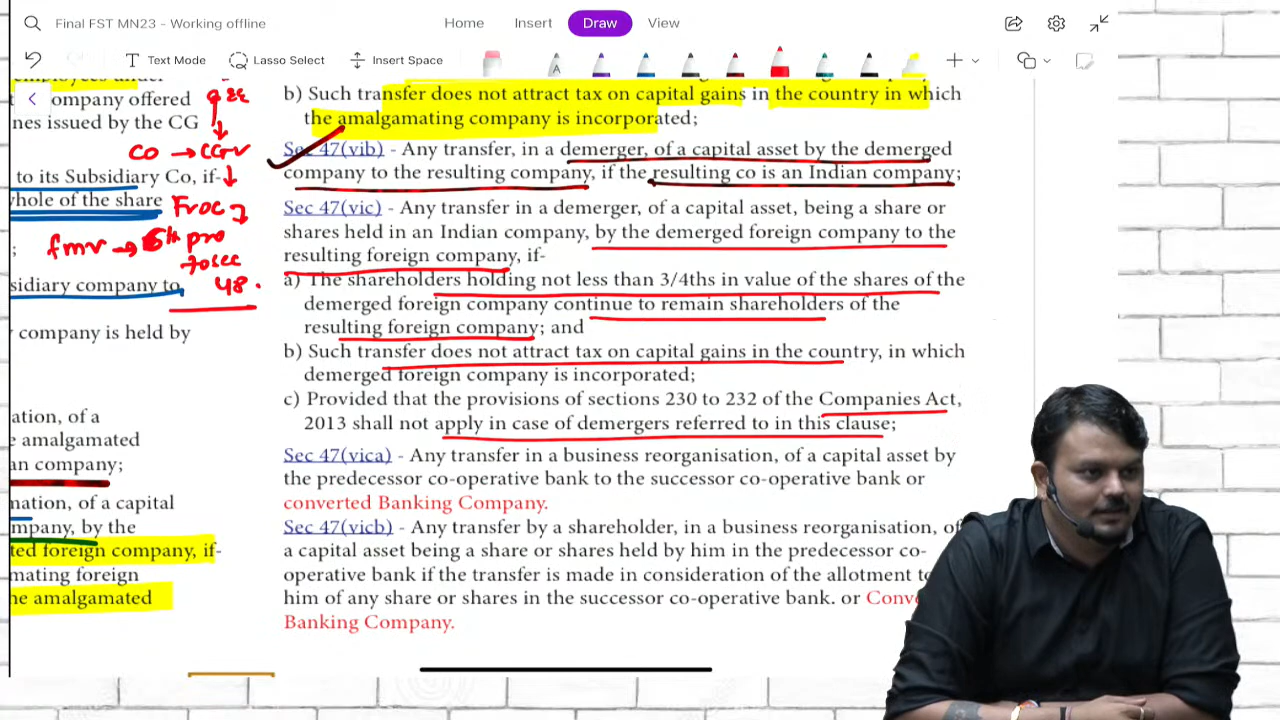 Final FST MN23 - Working offline
Home Insert Draw View
Text Mode Lasso Select Insert Space
employees under
ompany offered
nes issued by the CG
CO → CCGIV
Froc
fmv → 6th pro
to sec
48.
to its Subsidiary Co, if-
whole of the share
;
sidiary company to
company is held by
ation, of a
e amalgamated
an company;
nation, of a capital
mpany, by the
ted foreign company, if-
mating foreign
he amalgamated
b) Such transfer does not attract tax on capital gains in the country in which
the amalgamating company is incorporated;
Sec 47(vib) - Any transfer, in a demerger, of a capital asset by the demerged
company to the resulting company, if the resulting co is an Indian company;
Sec 47(vic) - Any transfer in a demerger, of a capital asset, being a share or
shares held in an Indian company, by the demerged foreign company to the
resulting foreign company, if-
a) The shareholders holding not less than 3/4ths in value of the shares of the
demerged foreign company continue to remain shareholders of the
resulting foreign company; and
b) Such transfer does not attract tax on capital gains in the country, in which
demerged foreign company is incorporated;
c) Provided that the provisions of sections 230 to 232 of the Companies Act,
2013 shall not apply in case of demergers referred to in this clause;
Sec 47(vica) - Any transfer in a business reorganisation, of a capital asset by
the predecessor co-operative bank to the successor co-operative bank or
converted Banking Company.
Sec 47(vicb) - Any transfer by a shareholder, in a business reorganisation, of
a capital asset being a share or shares held by him in the predecessor co-
operative bank if the transfer is made in consideration of the allotment to
him of any share or shares in the successor co-operative bank. or Conve
Banking Company.